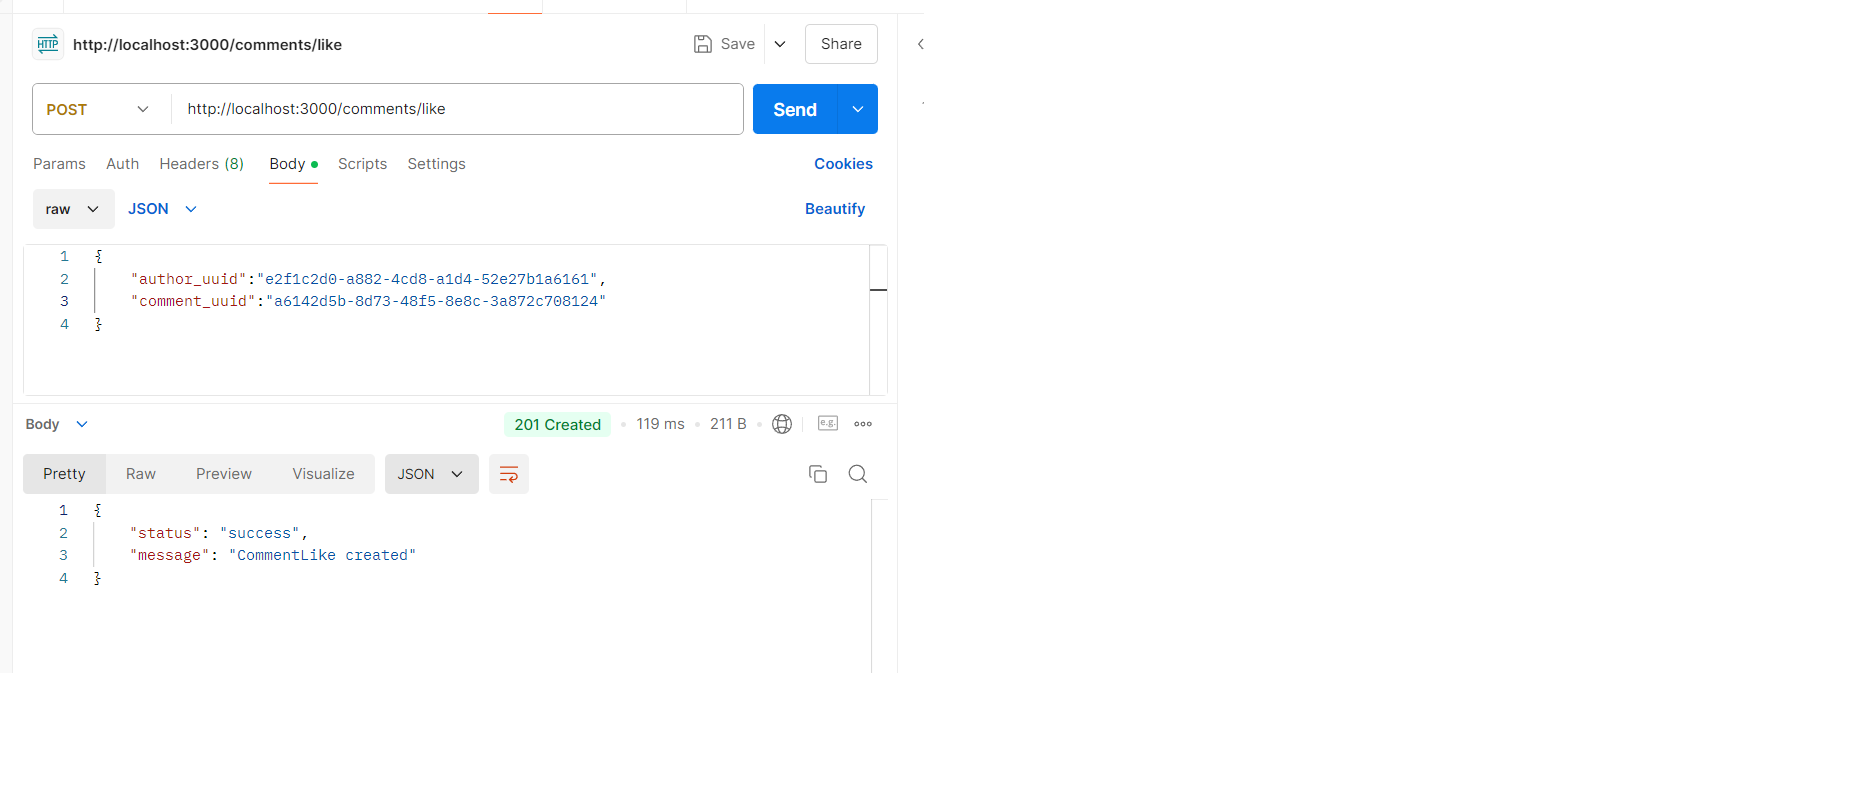 HTTP http://localhost:3000/comments/like Save Share
POST http://localhost:3000/comments/like Send
Params Auth Headers (8) Body Scripts Settings Cookies
raw JSON Beautify
1 {
2 "author_uuid":"e2f1c2d0-a882-4cd8-a1d4-52e27b1a6161",
3 "comment_uuid":"a6142d5b-8d73-48f5-8e8c-3a872c708124"
4 }
Body 201 Created • 119 ms • 211 B • e.g.
Pretty Raw Preview Visualize JSON
1 {
2 "status": "success",
3 "message": "CommentLike created"
4 }